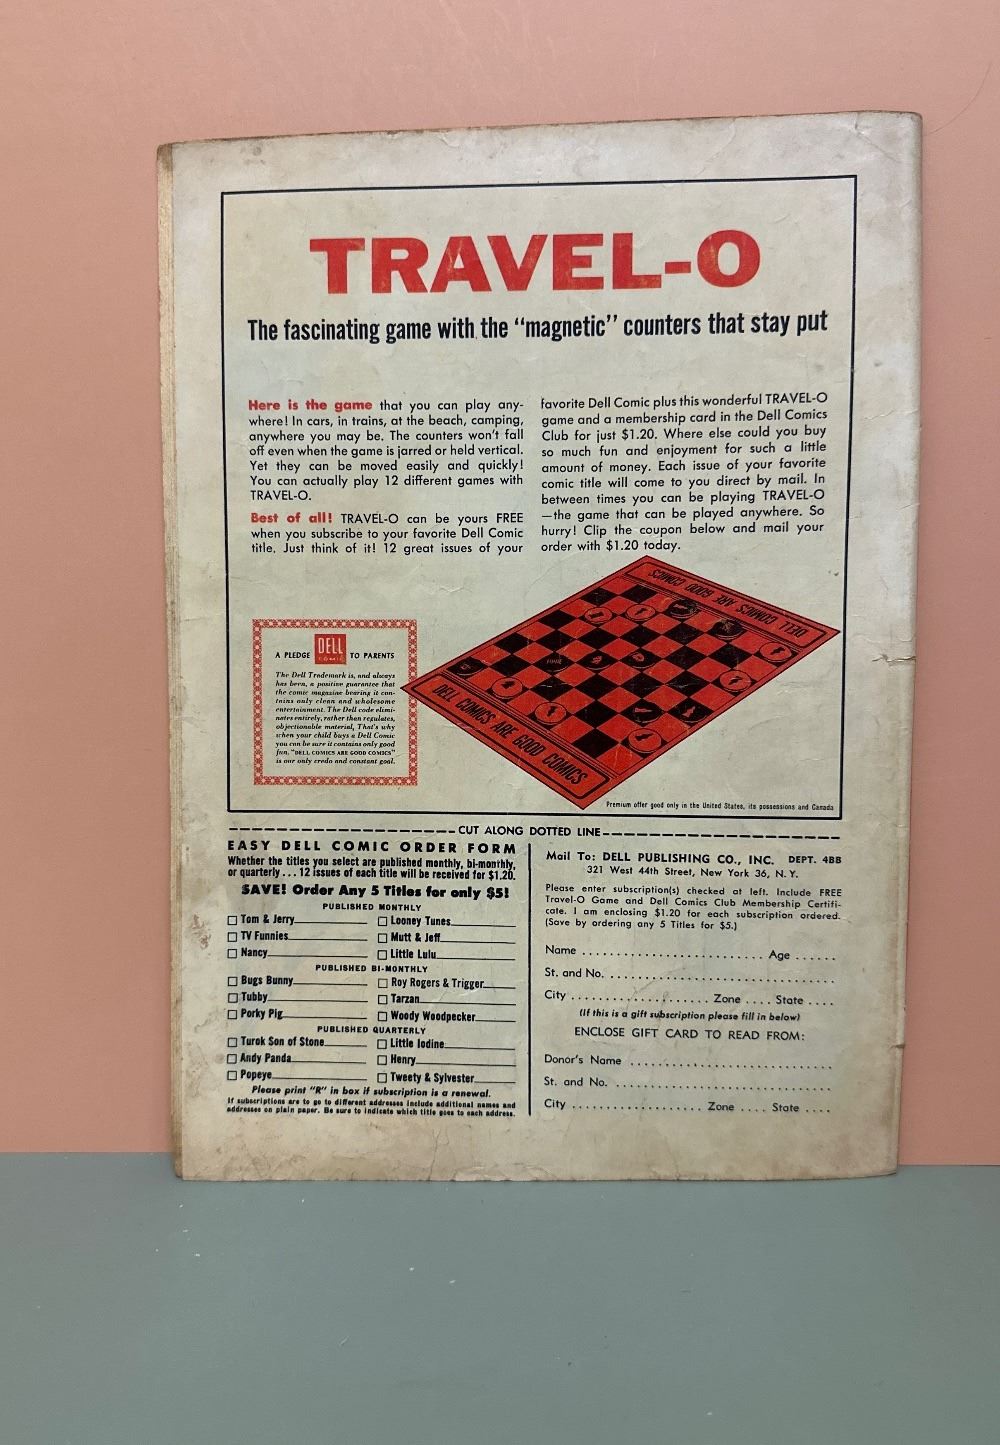 TRAVEL-O
The fascinating game with the "magnetic" counters that stay put
Here is the game that you can play any-
where! In cars, in trains, at the beach, camping,
anywhere you may be. The counters won't fall
off even when the game is jarred or held vertical.
Yet they can be moved easily and quickly!
You can actually play 12 different games with
TRAVEL-O.
Best of all! TRAVEL-O can be yours FREE
when you subscribe to your favorite Dell Comic
title. Just think of it! 12 great issues of your
favorite Dell Comic plus this wonderful TRAVEL-O
game and a membership card in the Dell Comics
Club for just $1.20. Where else could you buy
so much fun and enjoyment for such a little
amount of money. Each issue of your favorite
comic title will come to you direct by mail. In
between times you can be playing TRAVEL-O
—the game that can be played anywhere. So
hurry! Clip the coupon below and mail your
order with $1.20 today.
A PLEDGE DELL COMIC TO PARENTS
The Dell Trademark is, and always
has been, a positive guarantee that
the comic magazine bearing it con-
tains only clean and wholesome
entertainment. The Dell code elimi-
nates entirely, rather than regulates,
objectionable material. That's why
when your child buys a Dell Comic
you can be sure it contains only good
fun. "DELL COMICS ARE GOOD COMICS"
is our only credo and constant goal.
DELL COMICS ARE GOOD COMICS
DELL COMICS ARE GOOD COMICS
Premium offer good only in the United States, its possessions and Canada
CUT ALONG DOTTED LINE
EASY DELL COMIC ORDER FORM
Whether the titles you select are published monthly, bi-monthly,
or quarterly . . . 12 issues of each title will be received for $1.20.
SAVE! Order Any 5 Titles for only $5!
PUBLISHED MONTHLY
Tom & Jerry Looney Tunes
TV Funnies Mutt & Jeff
Nancy Little Lulu
PUBLISHED BI-MONTHLY
Bugs Bunny Roy Rogers & Trigger
Tubby Tarzan
Porky Pig Woody Woodpecker
PUBLISHED QUARTERLY
Turok Son of Stone Little Iodine
Andy Panda Henry
Popeye Tweety & Sylvester
Please print "R" in box if subscription is a renewal.
If subscriptions are to go to different addresses include additional names and
addresses on plain paper. Be sure to indicate which title goes to each address.
Mail To: DELL PUBLISHING CO., INC. DEPT. 4BB
321 West 44th Street, New York 36, N. Y.
Please enter subscription(s) checked at left. Include FREE
Travel-O Game and Dell Comics Club Membership Certifi-
cate. I am enclosing $1.20 for each subscription ordered.
(Save by ordering any 5 Titles for $5.)
Name Age
St. and No.
City Zone State
(If this is a gift subscription please fill in below)
ENCLOSE GIFT CARD TO READ FROM:
Donor's Name
St. and No.
City Zone State